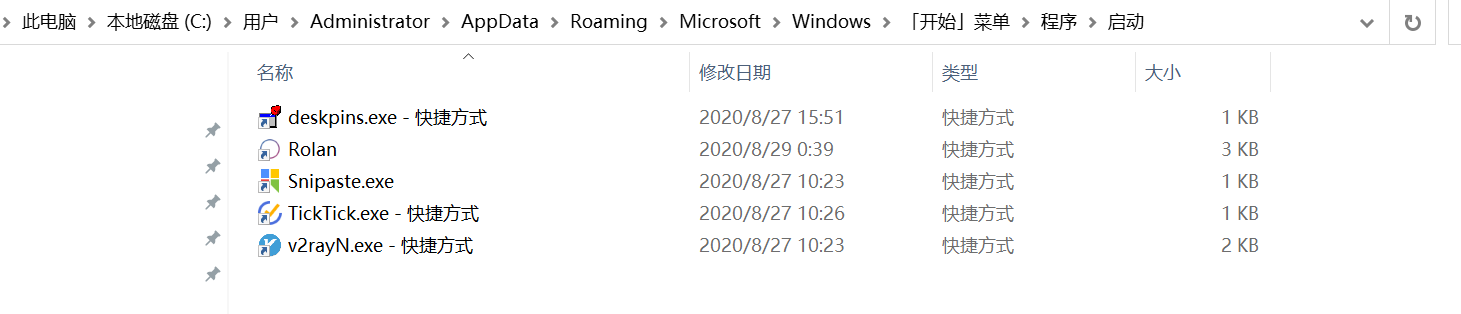 此电脑 本地磁盘 (C:) 用户 Administrator AppData Roaming Microsoft Windows 「开始」菜单 程序 启动
名称 修改日期 类型 大小
deskpins.exe - 快捷方式 2020/8/27 15:51 快捷方式 1 KB
Rolan 2020/8/29 0:39 快捷方式 3 KB
Snipaste.exe 2020/8/27 10:23 快捷方式 1 KB
TickTick.exe - 快捷方式 2020/8/27 10:26 快捷方式 1 KB
v2rayN.exe - 快捷方式 2020/8/27 10:23 快捷方式 2 KB